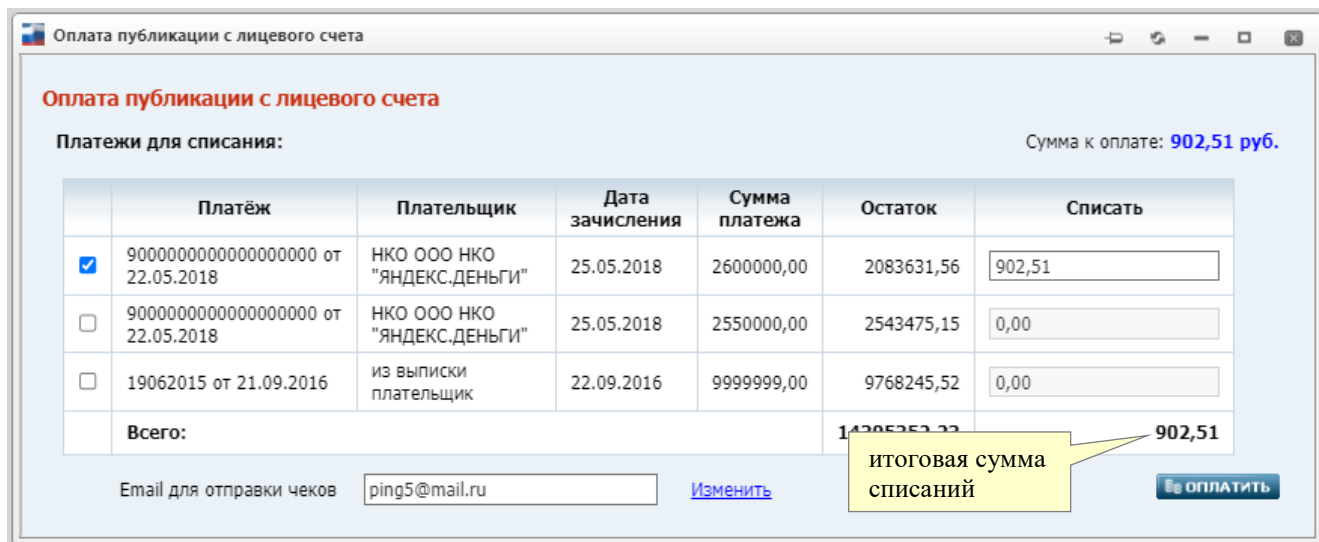 Оплата публикации с лицевого счета
Оплата публикации с лицевого счета
Платежи для списания:
Сумма к оплате: 902,51 руб.
Платёж
Плательщик
Дата
зачисления
Сумма
платежа
Остаток
Списать
9000000000000000000 от
22.05.2018
НКО ООО НКО
"ЯНДЕКС.ДЕНЬГИ"
25.05.2018
2600000,00
2083631,56
902,51
9000000000000000000 от
22.05.2018
НКО ООО НКО
"ЯНДЕКС.ДЕНЬГИ"
25.05.2018
2550000,00
2543475,15
0,00
19062015 от 21.09.2016
из выписки
плательщик
22.09.2016
9999999,00
9768245,52
0,00
Всего:
902,51
итоговая сумма
списаний
Email для отправки чеков
ping5@mail.ru
Изменить
ОПЛАТИТЬ